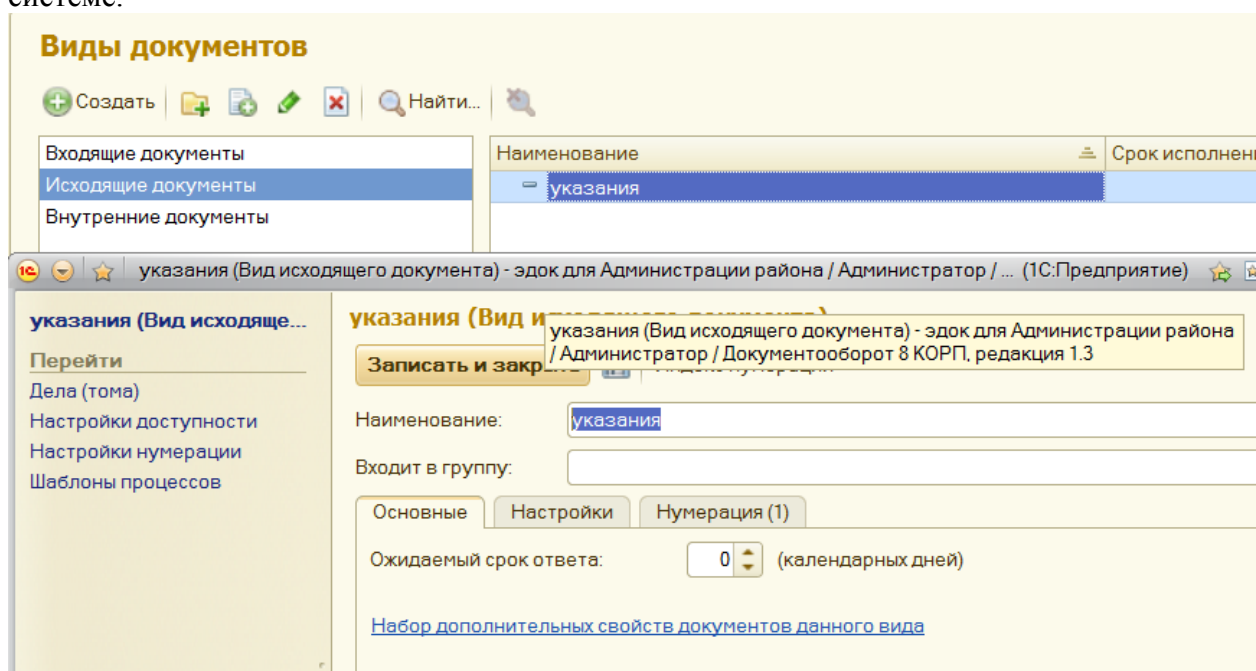 системе.
Виды документов
Создать Найти...
Входящие документы
Исходящие документы
Внутренние документы
Наименование Срок исполнени
указания
1С указания (Вид исходящего документа) - эдок для Администрации района / Администратор / ... (1С:Предприятие)
указания (Вид исходяще...
Перейти
Дела (тома)
Настройки доступности
Настройки нумерации
Шаблоны процессов
указания (Вид
указания (Вид исходящего документа) - эдок для Администрации района
/ Администратор / Документооборот 8 КОРП, редакция 1.3
Записать и закр
Наименование: указания
Входит в группу:
Основные Настройки Нумерация (1)
Ожидаемый срок ответа: 0 (календарных дней)
Набор дополнительных свойств документов данного вида